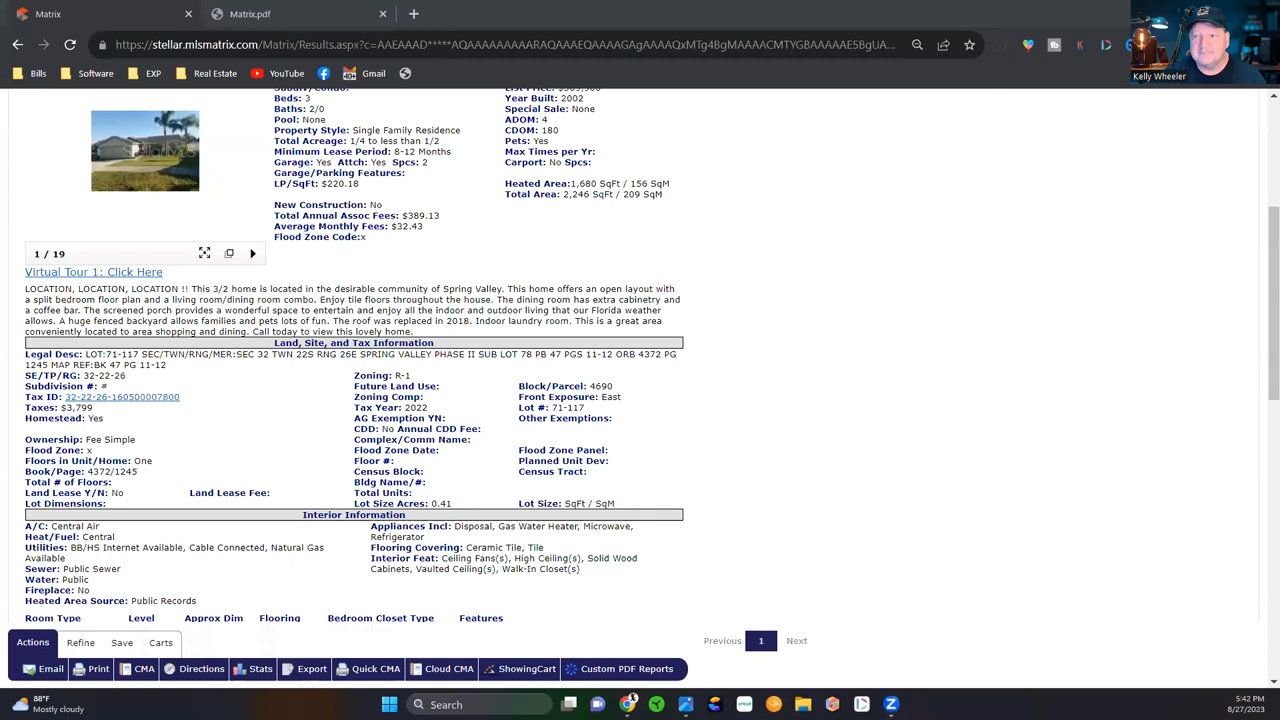 Matrix
Matrix.pdf
https://stellar.mlsmatrix.com/Matrix/Results.aspx?c=AAEAAAD*****AQAAAAAAAAARAQAAAEQAAAAGAgAAAAQxMTg4BgMAAAACMTYGBAAAAAE5BgUA...
Bills Software EXP Real Estate YouTube Gmail
Kelly Wheeler
Beds: 3
Baths: 2/0
Pool: None
Property Style: Single Family Residence
Total Acreage: 1/4 to less than 1/2
Minimum Lease Period: 8-12 Months
Garage: Yes Attch: Yes Spcs: 2
Garage/Parking Features:
LP/SqFt: $220.18
New Construction: No
Total Annual Assoc Fees: $389.13
Average Monthly Fees: $32.43
Flood Zone Code:x
Year Built: 2002
Special Sale: None
ADOM: 4
CDOM: 180
Pets: Yes
Max Times per Yr:
Carport: No Spcs:
Heated Area:1,680 SqFt / 156 SqM
Total Area: 2,246 SqFt / 209 SqM
1 / 19
Virtual Tour 1: Click Here
LOCATION, LOCATION, LOCATION !! This 3/2 home is located in the desirable community of Spring Valley. This home offers an open layout with
a split bedroom floor plan and a living room/dining room combo. Enjoy tile floors throughout the house. The dining room has extra cabinetry and
a coffee bar. The screened porch provides a wonderful space to entertain and enjoy all the indoor and outdoor living that our Florida weather
allows. A huge fenced backyard allows families and pets lots of fun. The roof was replaced in 2018. Indoor laundry room. This is a great area
conveniently located to area shopping and dining. Call today to view this lovely home.
Land, Site, and Tax Information
Legal Desc: LOT:71-117 SEC/TWN/RNG/MER:SEC 32 TWN 22S RNG 26E SPRING VALLEY PHASE II SUB LOT 78 PB 47 PGS 11-12 ORB 4372 PG
1245 MAP REF:BK 47 PG 11-12
SE/TP/RG: 32-22-26 Zoning: R-1
Subdivision #: # Future Land Use: Block/Parcel: 4690
Tax ID: 32-22-26-160500007800 Zoning Comp: Front Exposure: East
Taxes: $3,799 Tax Year: 2022 Lot #: 71-117
Homestead: Yes AG Exemption YN: Other Exemptions:
CDD: No Annual CDD Fee:
Ownership: Fee Simple Complex/Comm Name:
Flood Zone: x Flood Zone Date: Flood Zone Panel:
Floors in Unit/Home: One Floor #: Planned Unit Dev:
Book/Page: 4372/1245 Census Block: Census Tract:
Total # of Floors: Bldg Name/#:
Land Lease Y/N: No Land Lease Fee: Total Units:
Lot Dimensions: Lot Size Acres: 0.41 Lot Size: SqFt / SqM
Interior Information
A/C: Central Air
Heat/Fuel: Central
Utilities: BB/HS Internet Available, Cable Connected, Natural Gas
Available
Sewer: Public Sewer
Water: Public
Fireplace: No
Heated Area Source: Public Records
Appliances Incl: Disposal, Gas Water Heater, Microwave,
Refrigerator
Flooring Covering: Ceramic Tile, Tile
Interior Feat: Ceiling Fans(s), High Ceiling(s), Solid Wood
Cabinets, Vaulted Ceiling(s), Walk-In Closet(s)
Room Type Level Approx Dim Flooring Bedroom Closet Type Features
Actions Refine Save Carts
Previous 1 Next
Email Print CMA Directions Stats Export Quick CMA Cloud CMA ShowingCart Custom PDF Reports
88°F
Mostly cloudy
Search
5:42 PM
8/27/2023